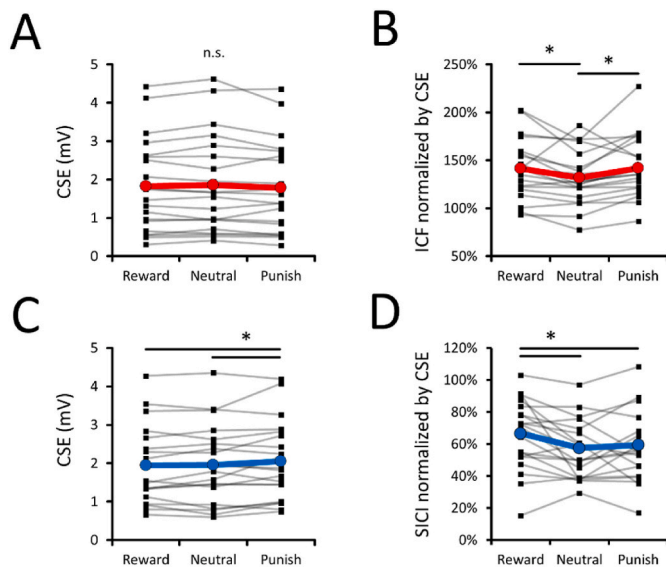 A
n.s.
CSE (mV)
5
4
3
2
1
0
Reward Neutral Punish
B
* *
ICF normalized by CSE
250%
200%
150%
100%
50%
Reward Neutral Punish
C
*
CSE (mV)
5
4
3
2
1
0
Reward Neutral Punish
D
*
SICI normalized by CSE
120%
100%
80%
60%
40%
20%
0%
Reward Neutral Punish